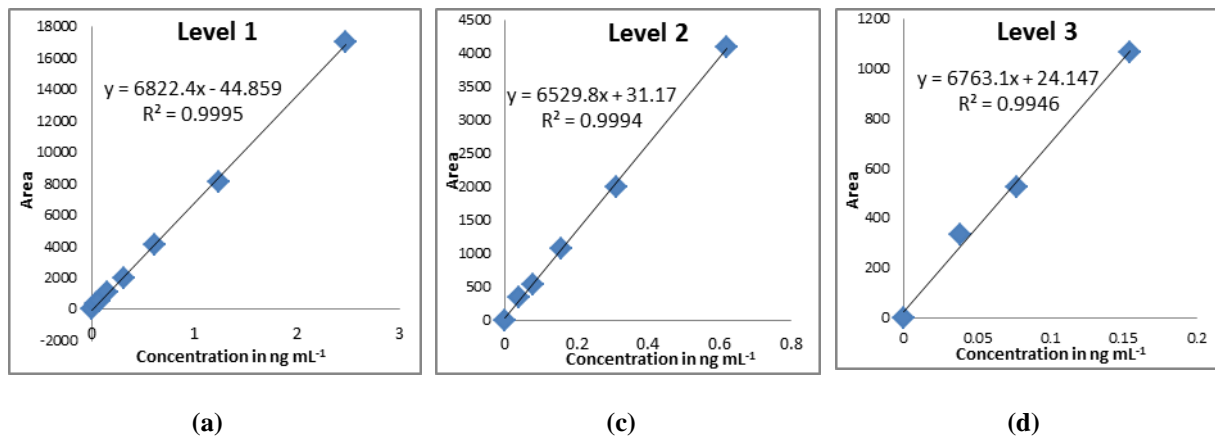 Level 1
y = 6822.4x - 44.859
R² = 0.9995
18000
16000
14000
12000
10000
8000
6000
4000
2000
0
-2000
Area
0
1
2
3
Concentration in ng mL⁻¹
Level 2
y = 6529.8x + 31.17
R² = 0.9994
4500
4000
3500
3000
2500
2000
1500
1000
500
0
Area
0
0.2
0.4
0.6
0.8
Concentration in ng mL⁻¹
Level 3
y = 6763.1x + 24.147
R² = 0.9946
1200
1000
800
600
400
200
0
Area
0
0.05
0.1
0.15
0.2
Concentration in ng mL⁻¹
(a)
(c)
(d)